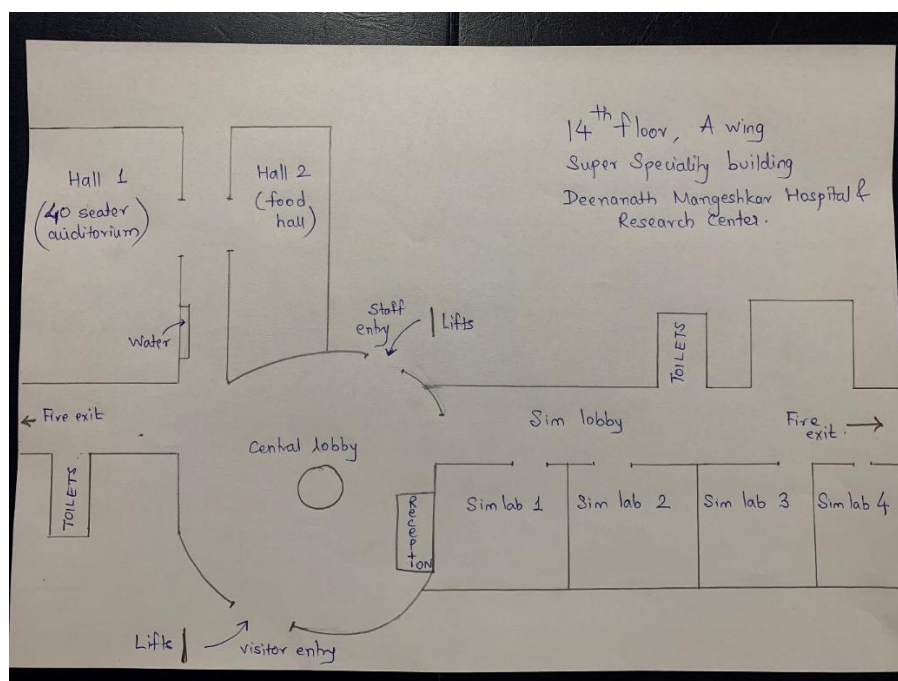 14th floor, A wing
Super Speciality building
Deenanath Mangeshkar Hospital &
Research Center.
Hall 1
(40 seater
auditorium)
Hall 2
(food
hall)
Water
Staff
entry
Lifts
TOILETS
← Fire exit
Central lobby
Sim lobby
Fire →
exit.
TOILETS
RecePtiON
Sim lab 1
Sim lab 2
Sim lab 3
Sim lab 4
Lifts
visitor entry